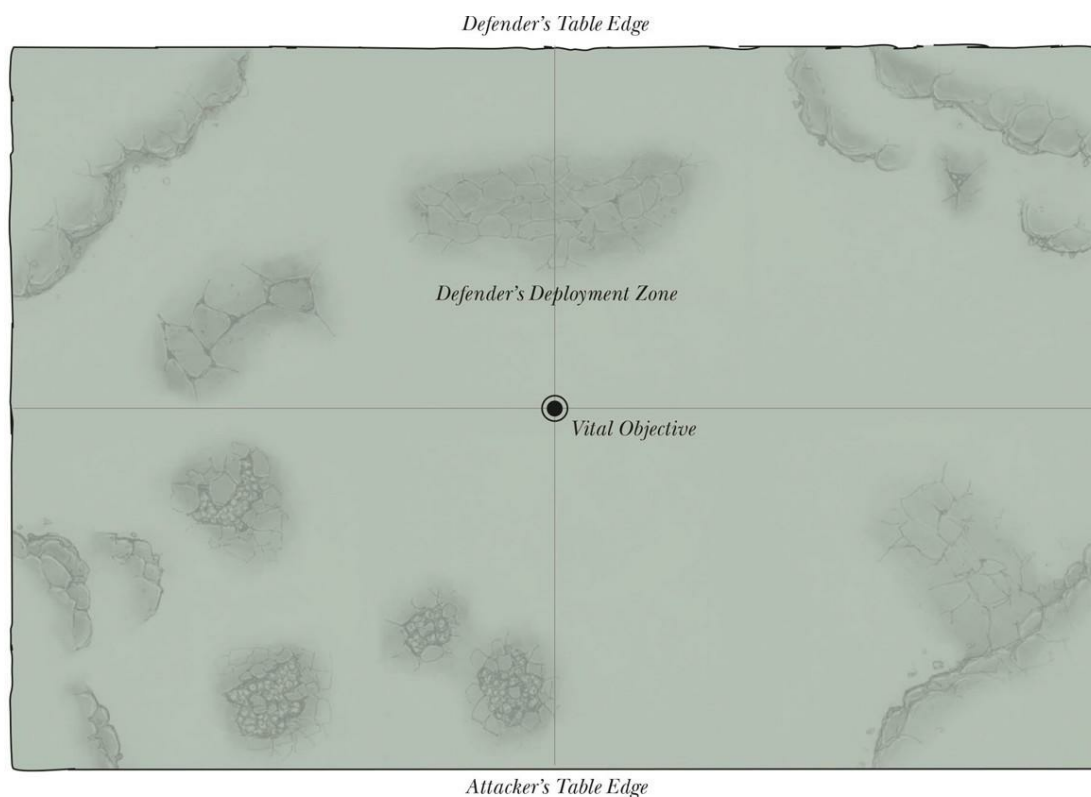 Defender’s Table Edge
Defender’s Deployment Zone
Vital Objective
Attacker’s Table Edge